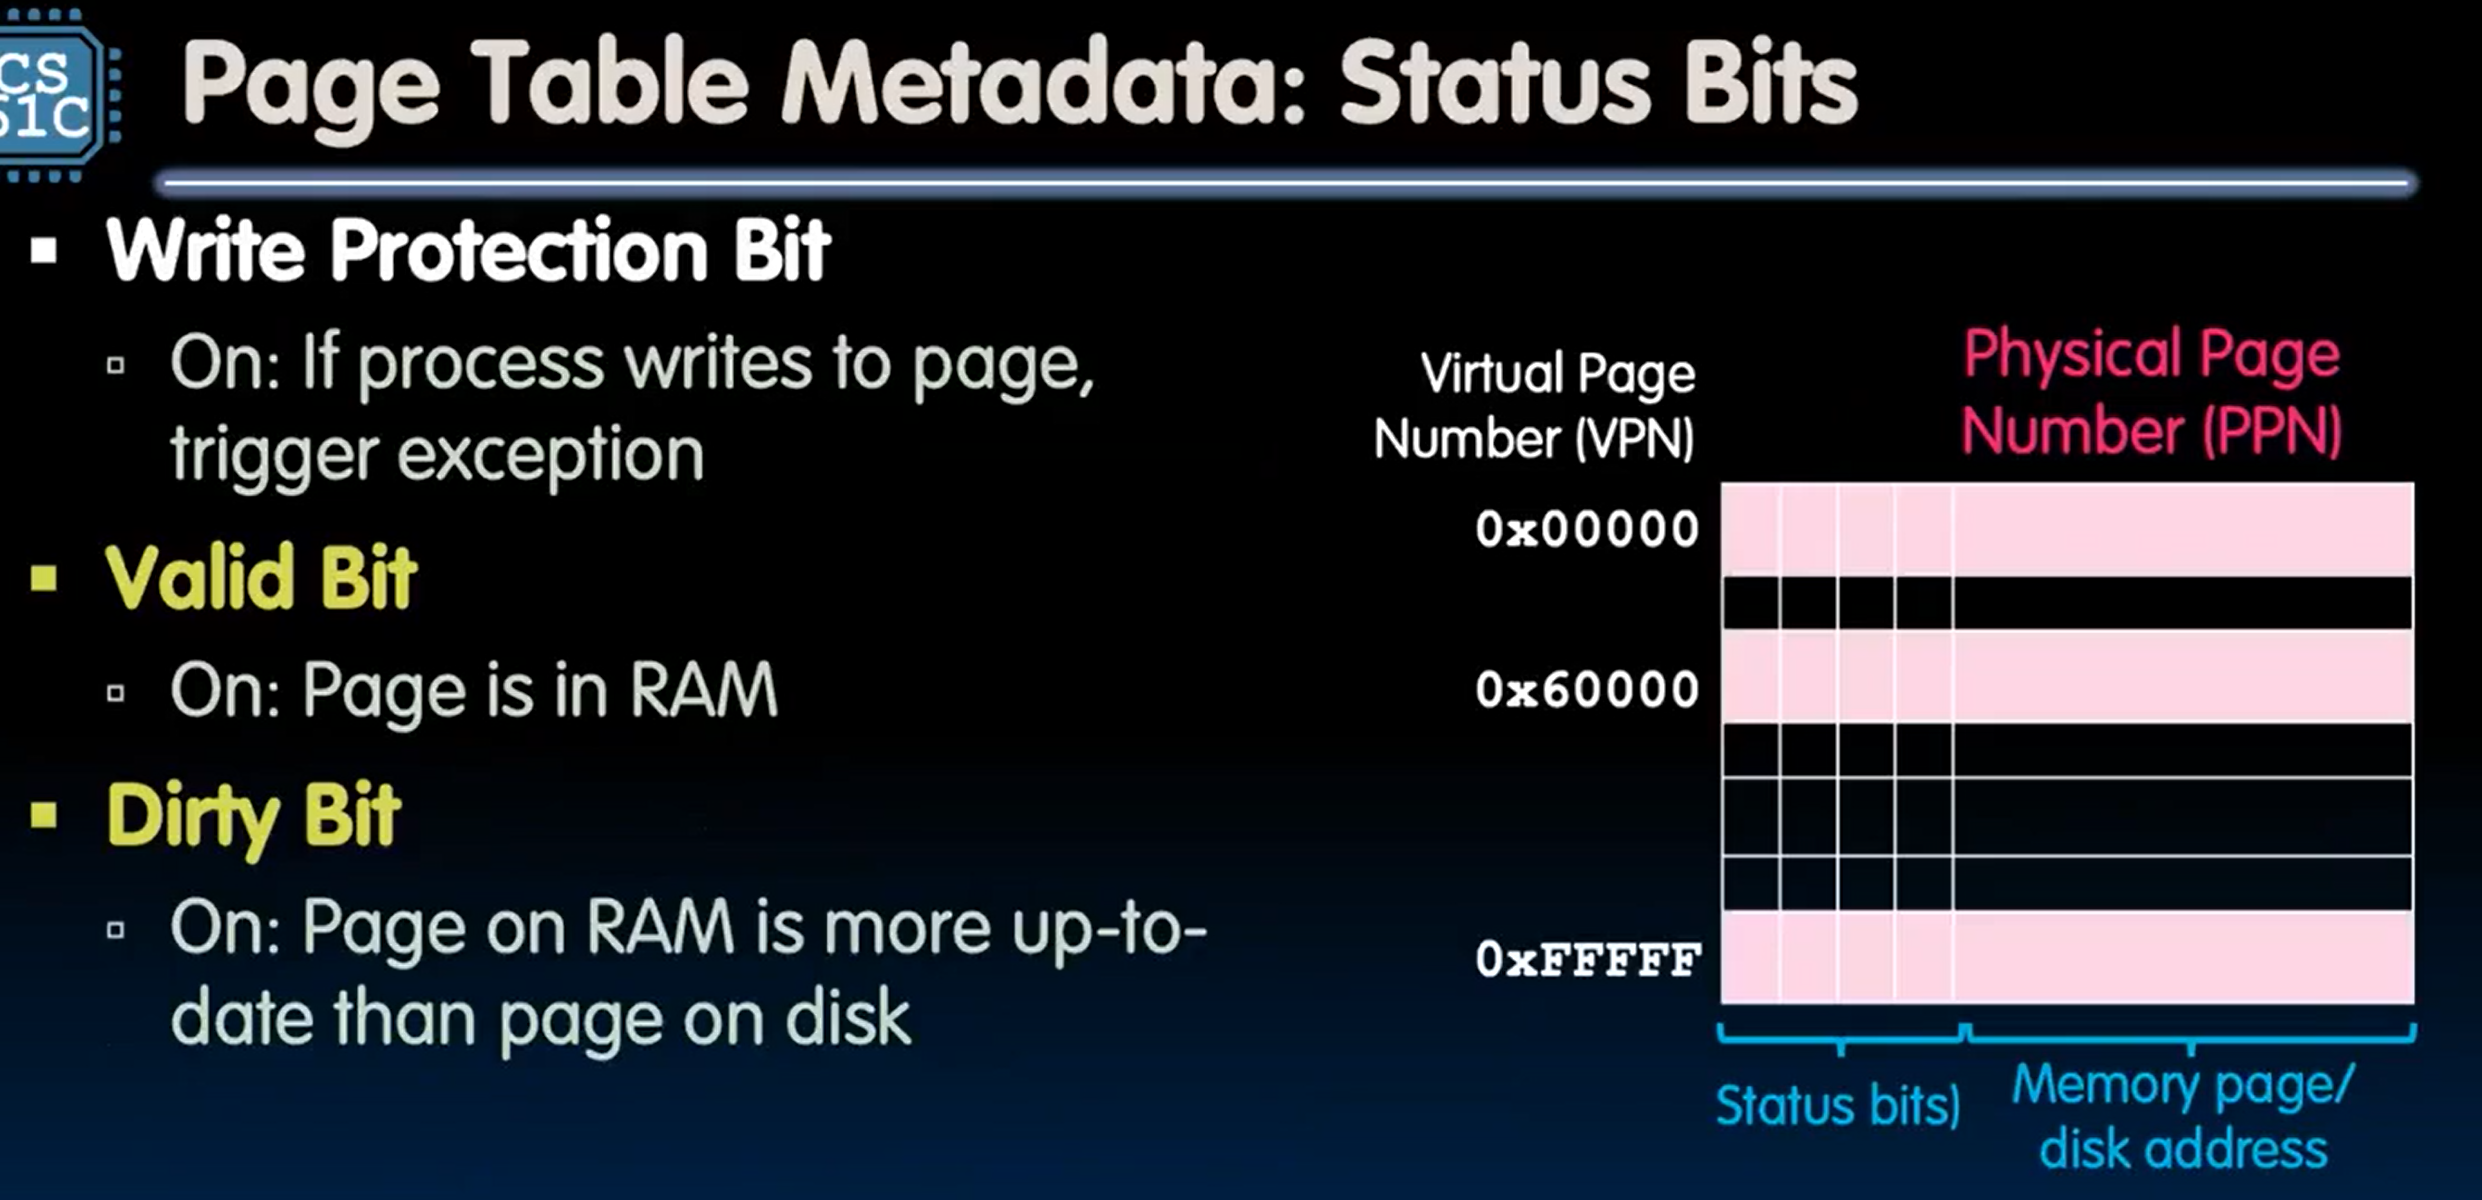 CS
61C
Page Table Metadata: Status Bits
Write Protection Bit
On: If process writes to page,
trigger exception
Valid Bit
On: Page is in RAM
Dirty Bit
On: Page on RAM is more up-to-
date than page on disk
Virtual Page
Number (VPN)
Physical Page
Number (PPN)
0x00000
0x60000
0xFFFFF
Status bits)
Memory page/
disk address